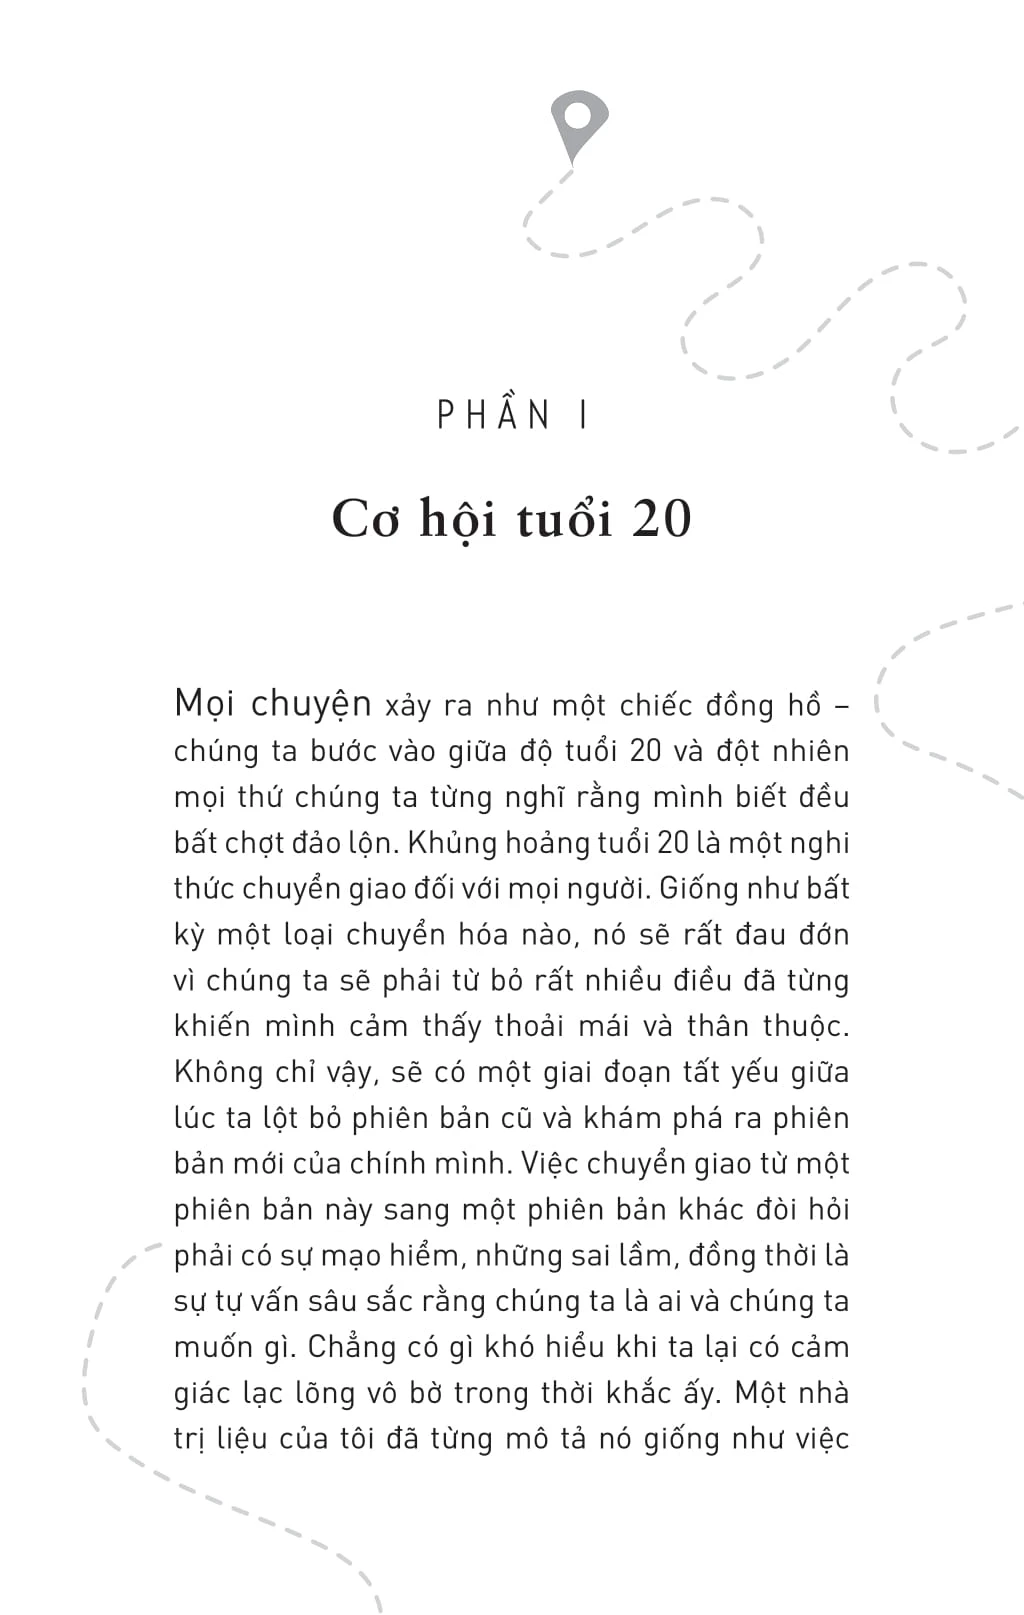 PHẦN I
Cơ hội tuổi 20
Mọi chuyện xảy ra như một chiếc đồng hồ –
chúng ta bước vào giữa độ tuổi 20 và đột nhiên
mọi thứ chúng ta từng nghĩ rằng mình biết đều
bất chợt đảo lộn. Khủng hoảng tuổi 20 là một nghi
thức chuyển giao đối với mọi người. Giống như bất
kỳ một loại chuyển hóa nào, nó sẽ rất đau đớn
vì chúng ta sẽ phải từ bỏ rất nhiều điều đã từng
khiến mình cảm thấy thoải mái và thân thuộc.
Không chỉ vậy, sẽ có một giai đoạn tất yếu giữa
lúc ta lột bỏ phiên bản cũ và khám phá ra phiên
bản mới của chính mình. Việc chuyển giao từ một
phiên bản này sang một phiên bản khác đòi hỏi
phải có sự mạo hiểm, những sai lầm, đồng thời là
sự tự vấn sâu sắc rằng chúng ta là ai và chúng ta
muốn gì. Chẳng có gì khó hiểu khi ta lại có cảm
giác lạc lõng vô bờ trong thời khắc ấy. Một nhà
trị liệu của tôi đã từng mô tả nó giống như việc